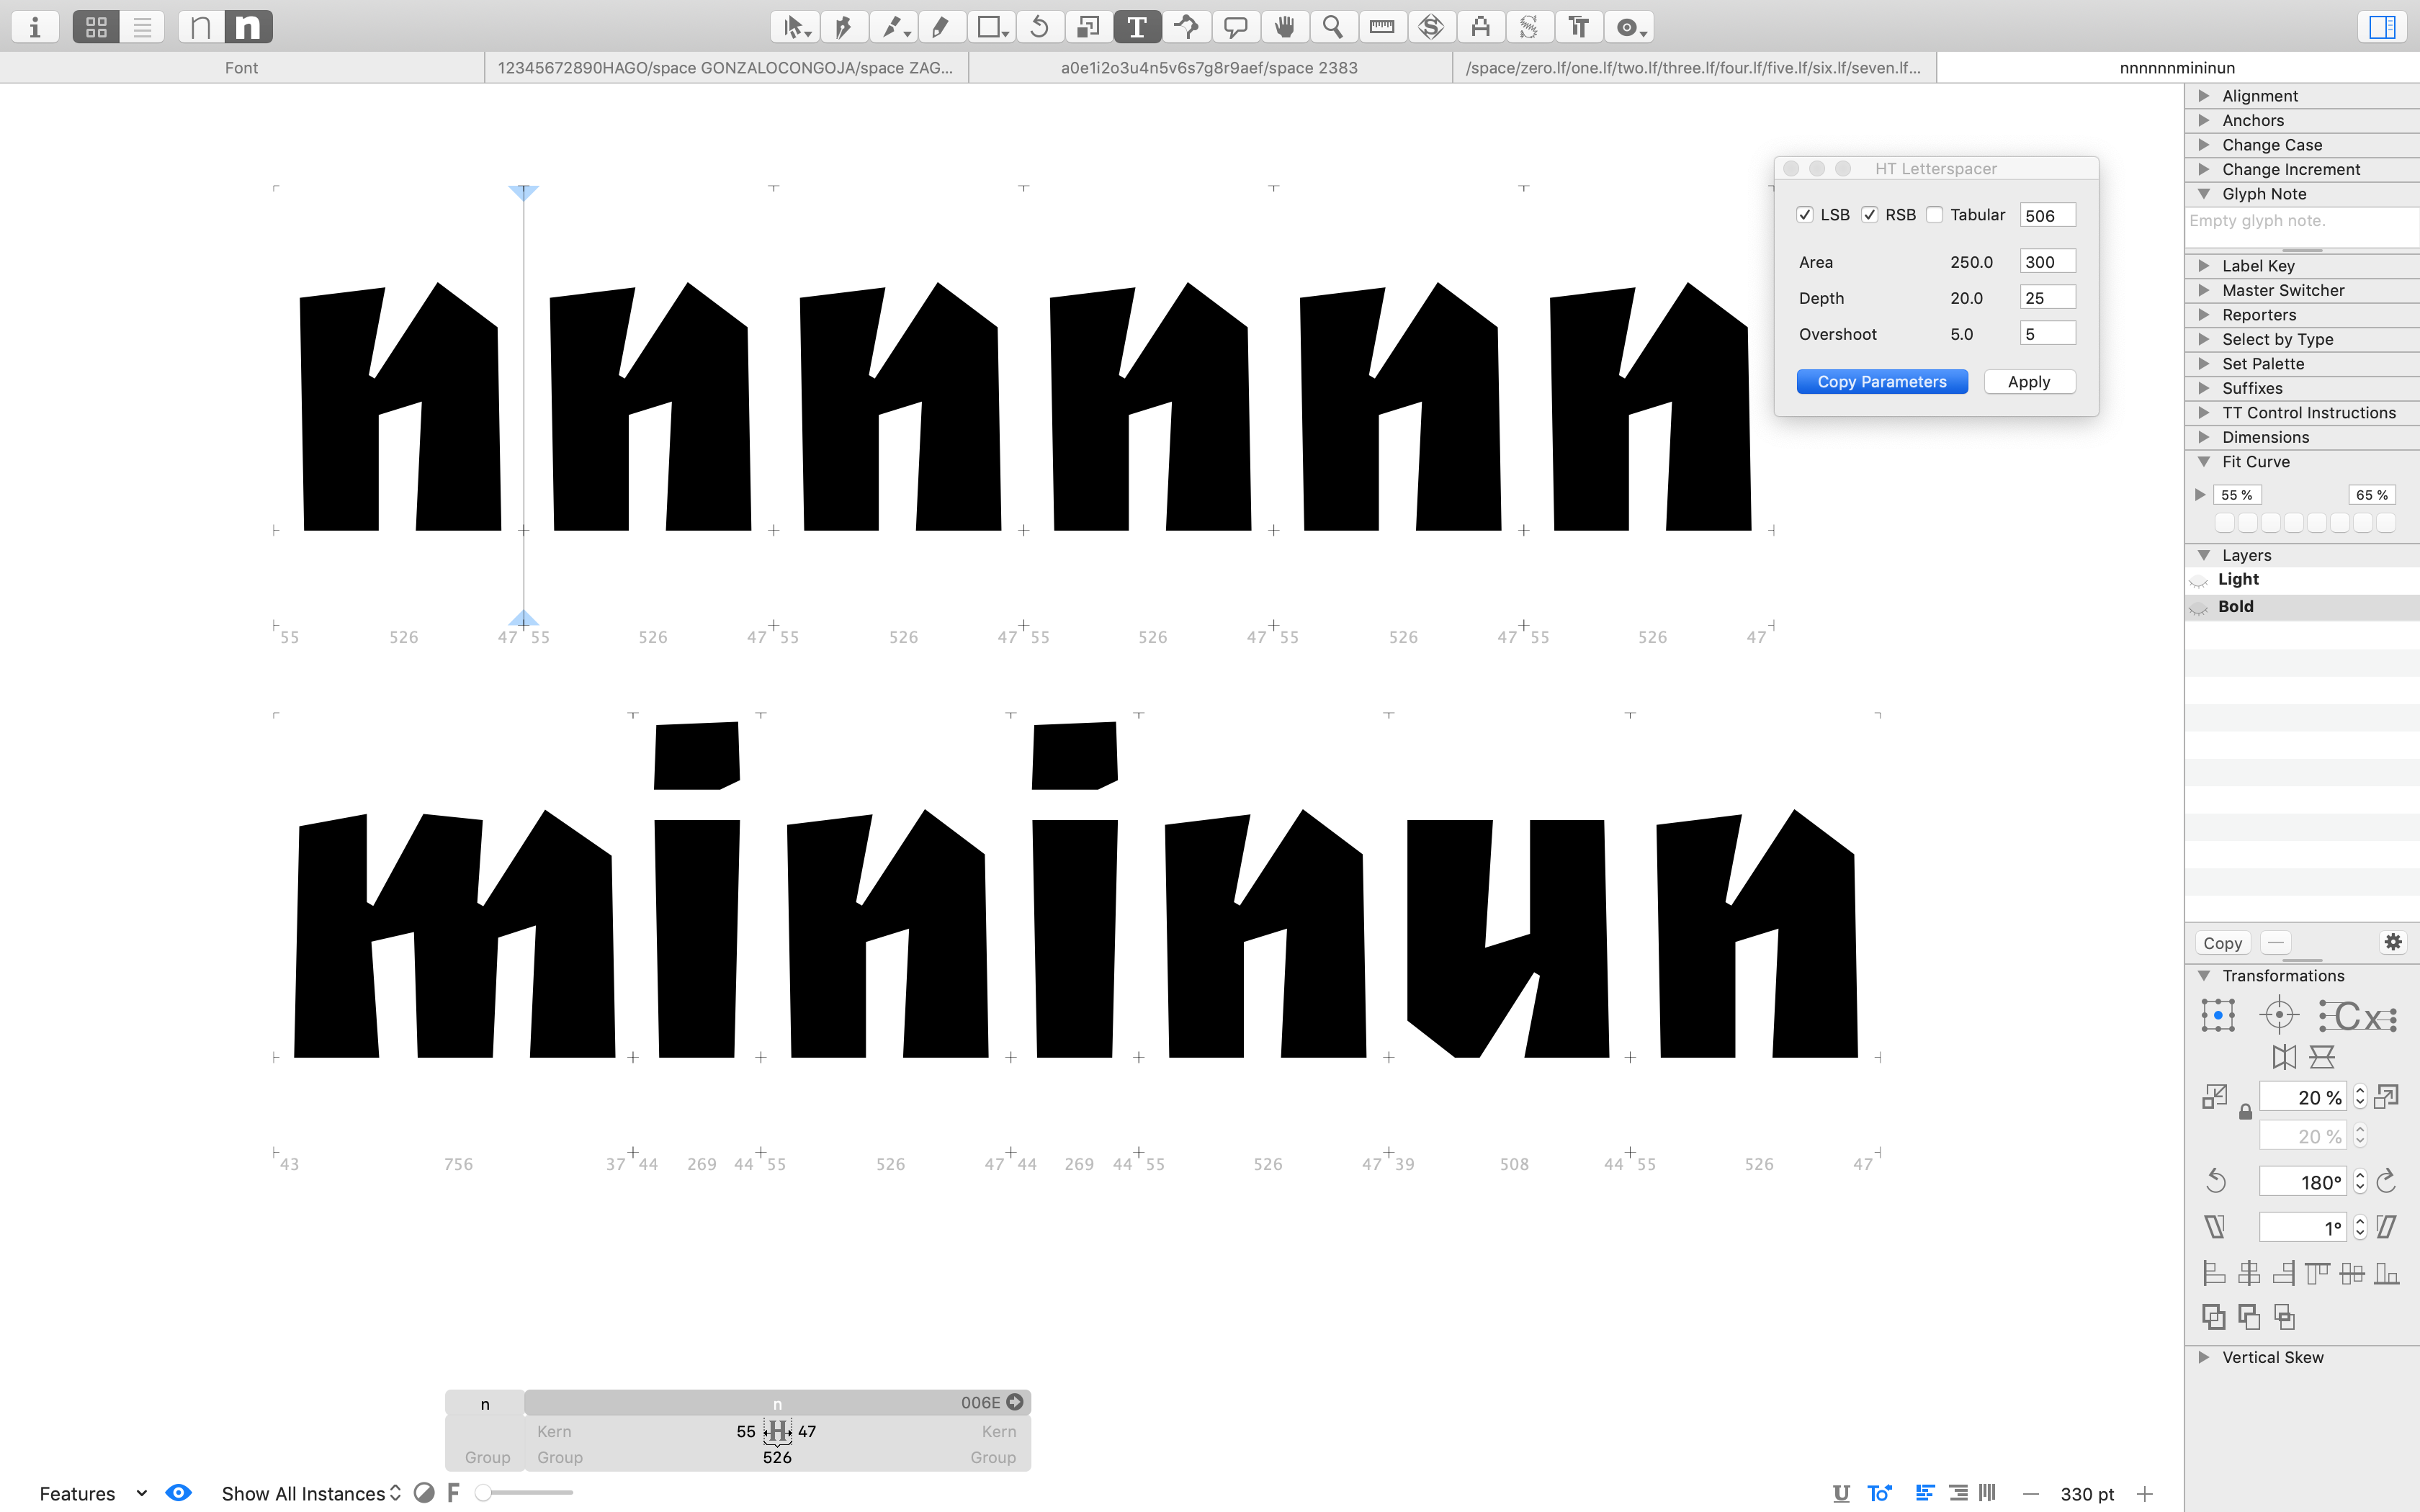 Font
12345672890HAGO/space GONZALOCONGOJA/space ZAG...
a0e1i2o3u4n5v6s7g8r9aef/space 2383
/space/zero.lf/one.lf/two.lf/three.lf/four.lf/five.lf/six.lf/seven.lf...
nnnnnnmininun
nnnnnn
55 526 47 55 526 47 55 526 47 55 526 47 55 526 47 55 526 47
mininun
43 756 37 44 269 44 55 526 47 44 269 44 55 526 47 39 508 44 55 526 47
HT Letterspacer
LSB RSB Tabular 506
Area 250.0 300
Depth 20.0 25
Overshoot 5.0 5
Copy Parameters Apply
Alignment
Anchors
Change Case
Change Increment
Glyph Note
Empty glyph note.
Label Key
Master Switcher
Reporters
Select by Type
Set Palette
Suffixes
TT Control Instructions
Dimensions
Fit Curve
55 % 65 %
Layers
Light
Bold
Copy
Transformations
Cx
20 %
20 %
180°
1°
Vertical Skew
n n 006E
Kern 55 H 47 Kern
Group Group 526 Group
Features Show All Instances F
U To 330 pt